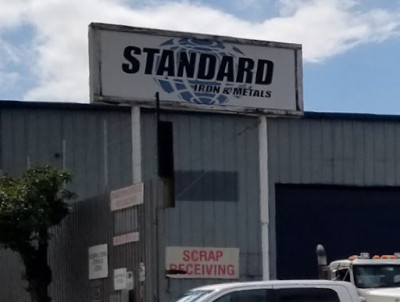 STANDARD
IRON & METALS
SCRAP
RECEIVING